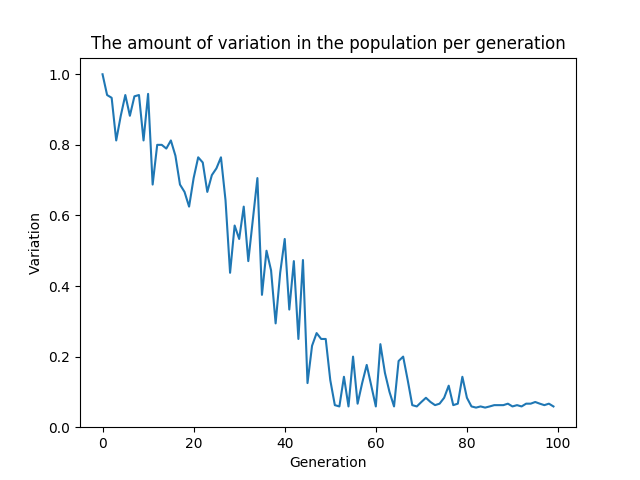 The amount of variation in the population per generation
1.0
0.8
0.6
0.4
0.2
0.0
Variation
0 20 40 60 80 100
Generation